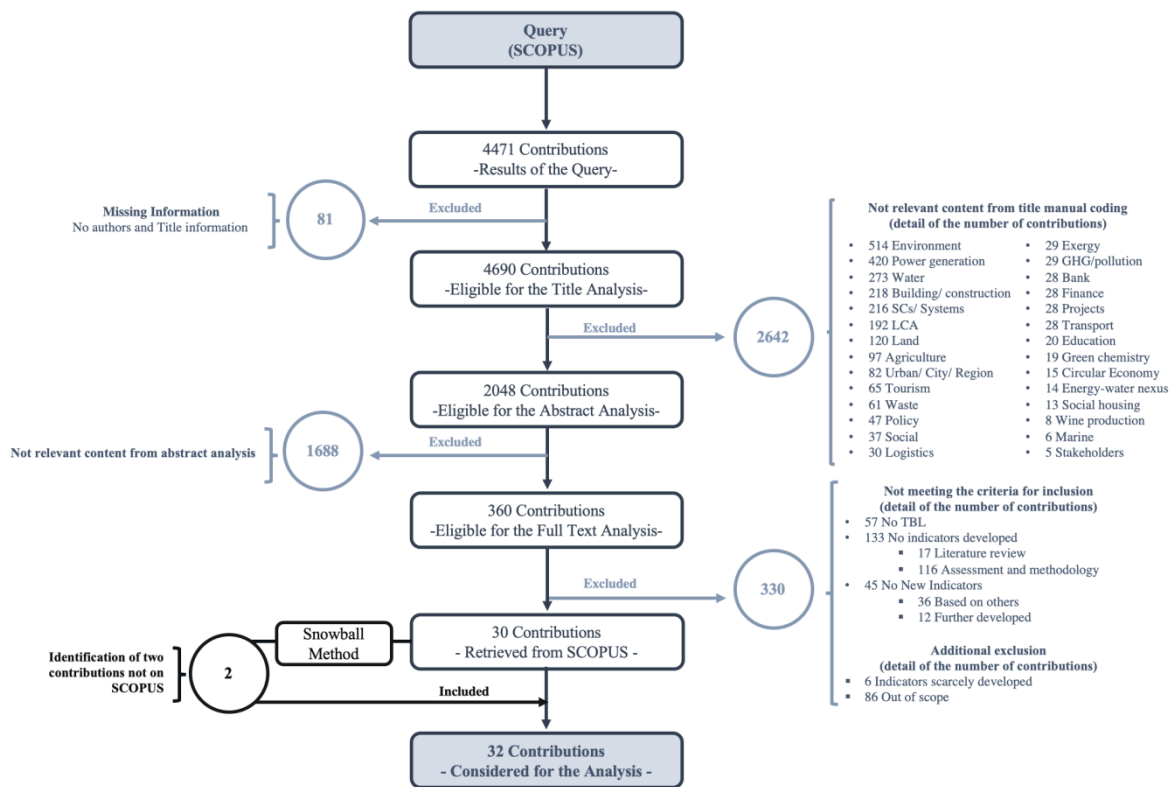 Query
(SCOPUS)
4471 Contributions
-Results of the Query-
Missing Information
No authors and Title information
81
Excluded
4690 Contributions
-Eligible for the Title Analysis-
Excluded
2642
Not relevant content from title manual coding
(detail of the number of contributions)
• 514 Environment
• 420 Power generation
• 273 Water
• 218 Building/ construction
• 216 SCs/ Systems
• 192 LCA
• 120 Land
• 97 Agriculture
• 82 Urban/ City/ Region
• 65 Tourism
• 61 Waste
• 47 Policy
• 37 Social
• 30 Logistics
• 29 Exergy
• 29 GHG/pollution
• 28 Bank
• 28 Finance
• 28 Projects
• 28 Transport
• 20 Education
• 19 Green chemistry
• 15 Circular Economy
• 14 Energy-water nexus
• 13 Social housing
• 8 Wine production
• 6 Marine
• 5 Stakeholders
2048 Contributions
-Eligible for the Abstract Analysis-
Not relevant content from abstract analysis
1688
Excluded
360 Contributions
-Eligible for the Full Text Analysis-
Excluded
330
Not meeting the criteria for inclusion
(detail of the number of contributions)
• 57 No TBL
• 133 No indicators developed
▪ 17 Literature review
▪ 116 Assessment and methodology
• 45 No New Indicators
▪ 36 Based on others
▪ 12 Further developed
Additional exclusion
(detail of the number of contributions)
▪ 6 Indicators scarcely developed
▪ 86 Out of scope
30 Contributions
- Retrieved from SCOPUS -
Snowball
Method
Identification of two
contributions not on
SCOPUS
2
Included
32 Contributions
- Considered for the Analysis -